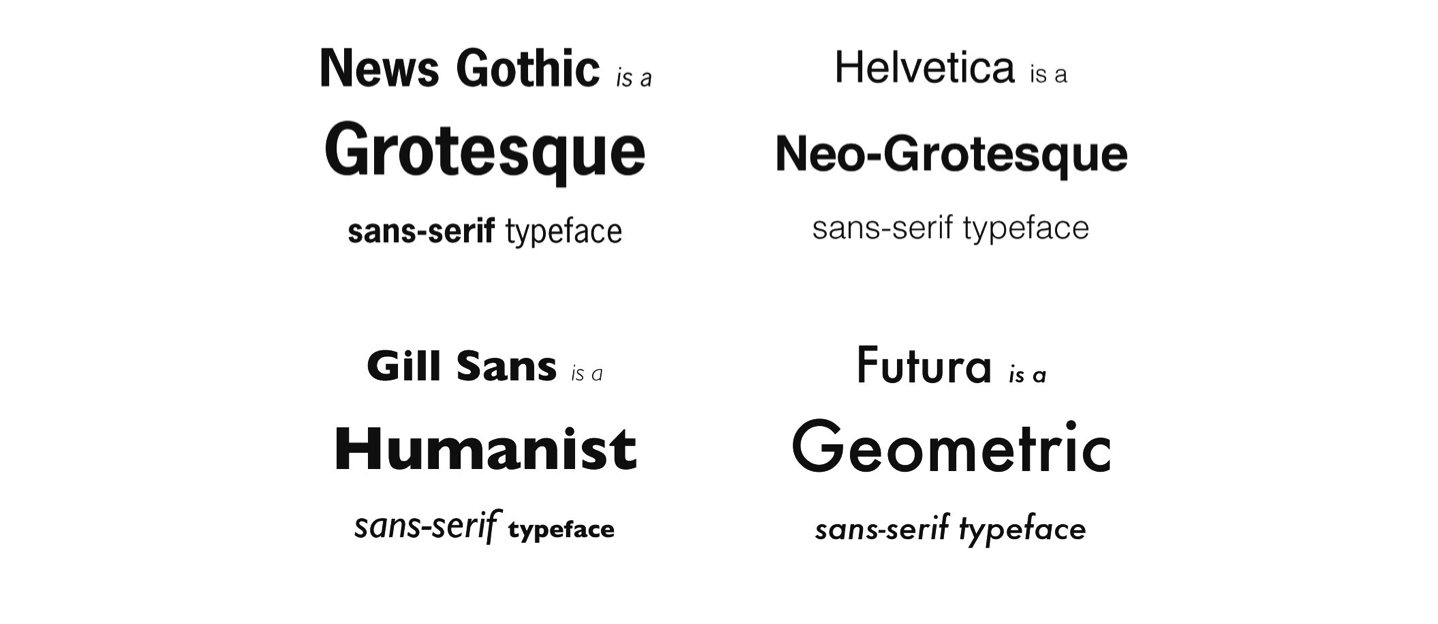 News Gothic is a
Grotesque
sans-serif typeface
Helvetica is a
Neo-Grotesque
sans-serif typeface
Gill Sans is a
Humanist
sans-serif typeface
Futura is a
Geometric
sans-serif typeface